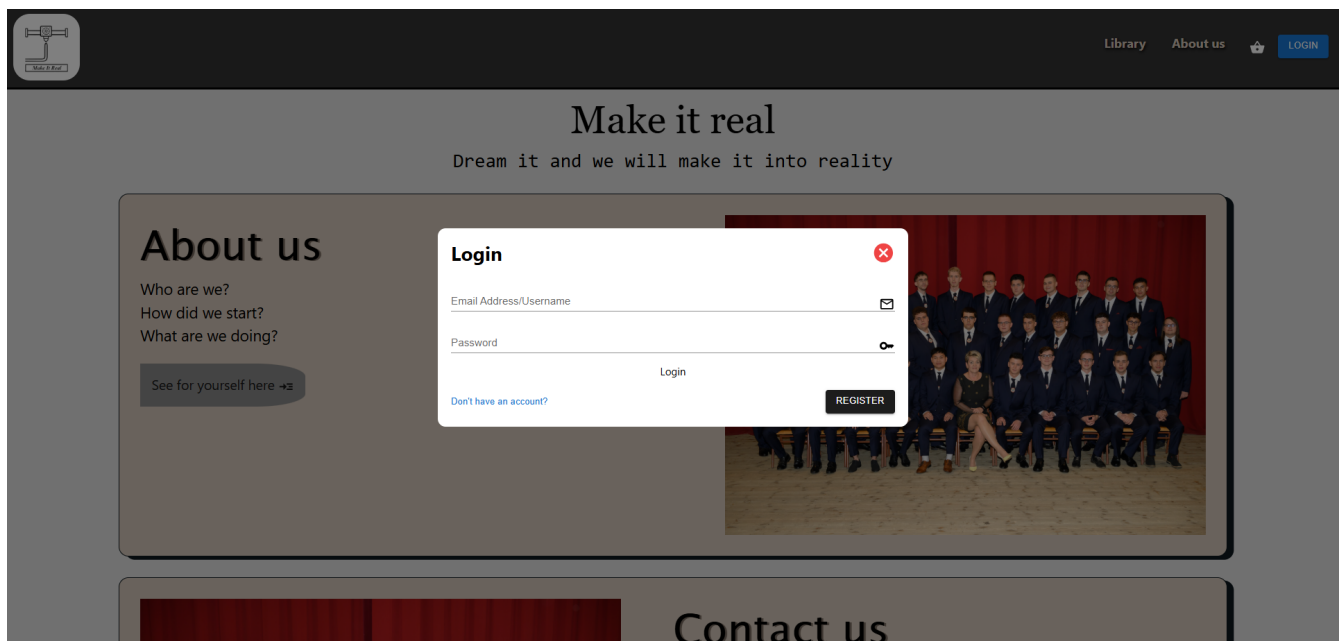 Make It Real
Library About us LOGIN
Make it real
Dream it and we will make it into reality
About us
Who are we?
How did we start?
What are we doing?
See for yourself here
Login
Email Address/Username
Password
Login
Don't have an account? REGISTER
Contact us